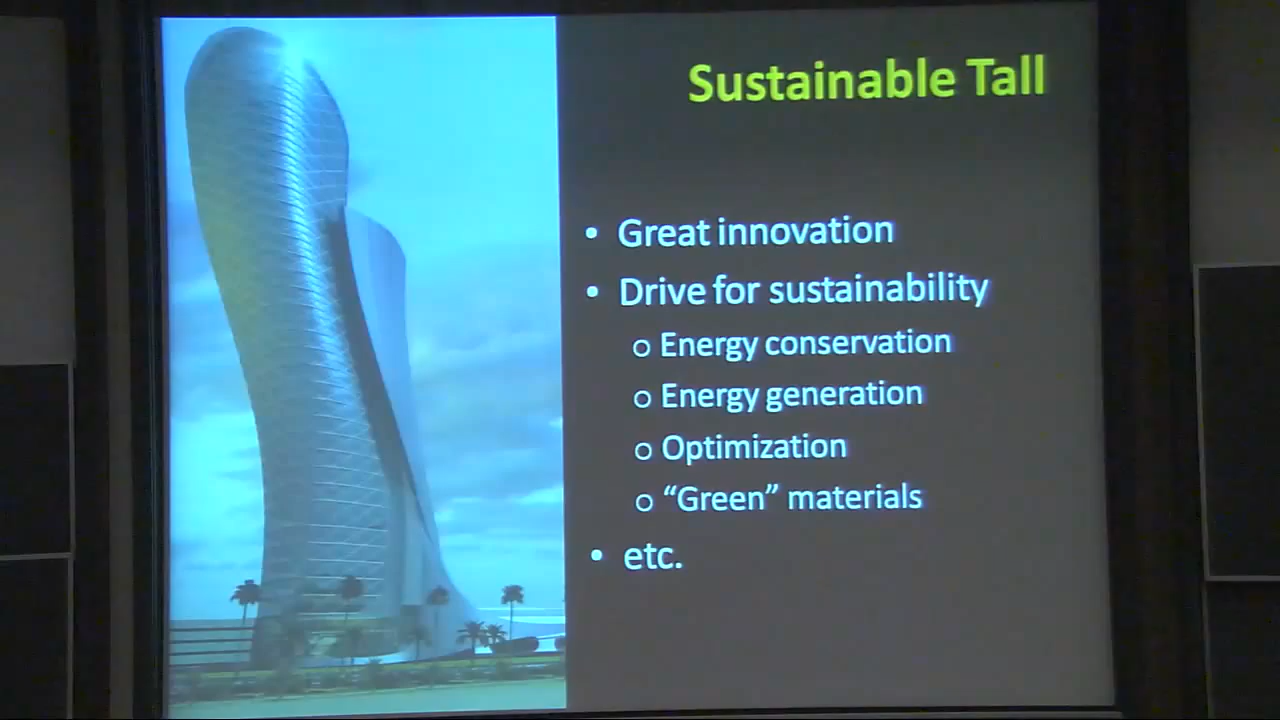 Sustainable Tall
• Great innovation
• Drive for sustainability
o Energy conservation
o Energy generation
o Optimization
o “Green” materials
• etc.